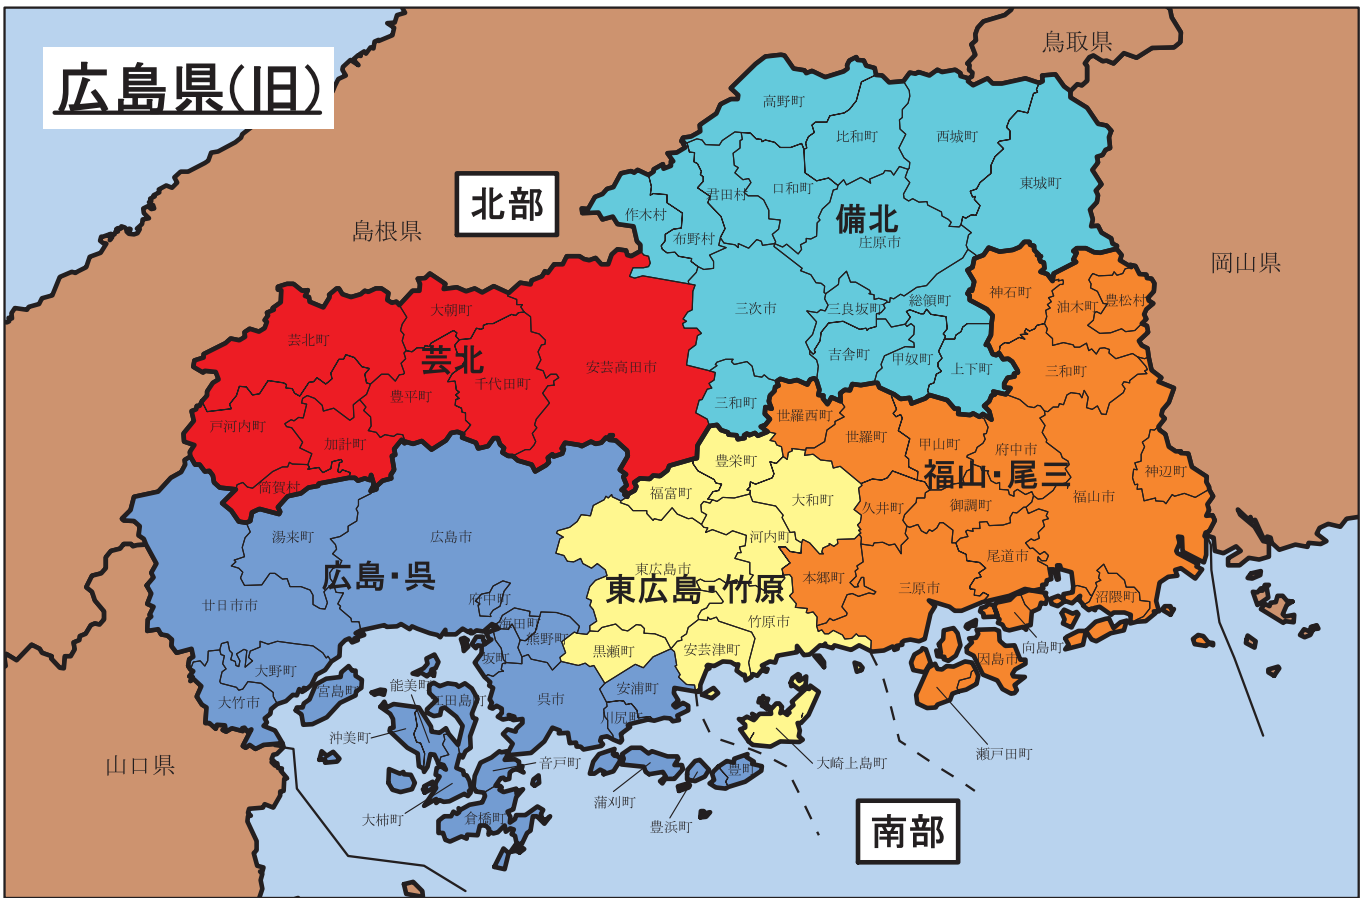 広島県(旧)
鳥取県
島根県
岡山県
山口県
北部
南部
備北
高野町
比和町
西城町
東城町
君田村
口和町
作木村
布野村
庄原市
三次市
三良坂町
総領町
吉舎町
甲奴町
上下町
三和町
芸北
芸北町
大朝町
千代田町
豊平町
安芸高田市
戸河内町
加計町
筒賀村
福山・尾三
神石町
油木町
豊松村
三和町
世羅西町
世羅町
甲山町
府中市
神辺町
福山市
久井町
御調町
尾道市
本郷町
三原市
沼隈町
向島町
因島市
瀬戸田町
東広島・竹原
豊栄町
福富町
大和町
河内町
東広島市
竹原市
黒瀬町
安芸津町
大崎上島町
広島・呉
湯来町
広島市
廿日市市
府中町
海田町
熊野町
坂町
大野町
大竹市
宮島町
能美町
江田島町
沖美町
呉市
安浦町
川尻町
音戸町
大柿町
倉橋町
蒲刈町
豊浜町
豊町